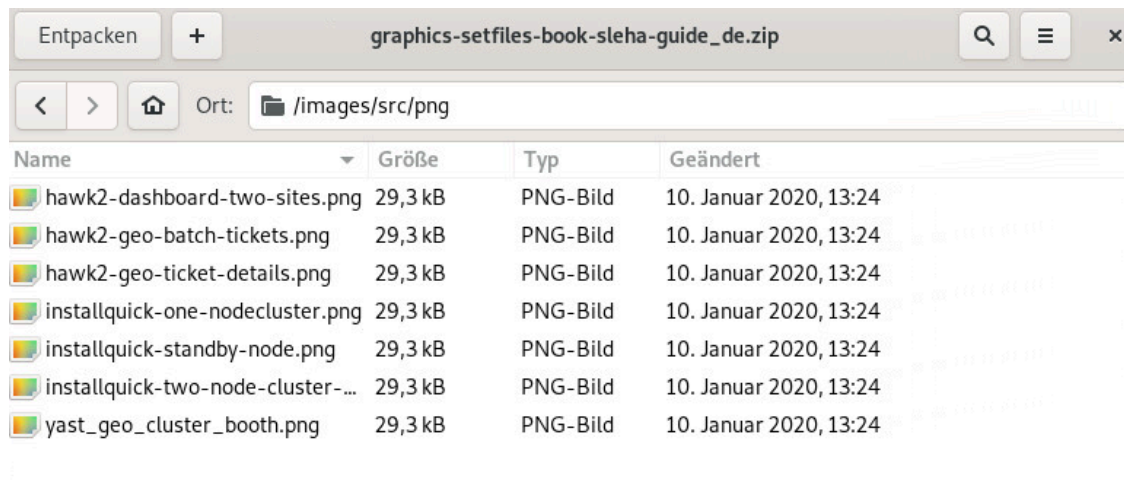 Entpacken + graphics-setfiles-book-sleha-guide_de.zip
Ort: /images/src/png
Name Größe Typ Geändert
hawk2-dashboard-two-sites.png 29,3 kB PNG-Bild 10. Januar 2020, 13:24
hawk2-geo-batch-tickets.png 29,3 kB PNG-Bild 10. Januar 2020, 13:24
hawk2-geo-ticket-details.png 29,3 kB PNG-Bild 10. Januar 2020, 13:24
installquick-one-nodecluster.png 29,3 kB PNG-Bild 10. Januar 2020, 13:24
installquick-standby-node.png 29,3 kB PNG-Bild 10. Januar 2020, 13:24
installquick-two-node-cluster-... 29,3 kB PNG-Bild 10. Januar 2020, 13:24
yast_geo_cluster_booth.png 29,3 kB PNG-Bild 10. Januar 2020, 13:24